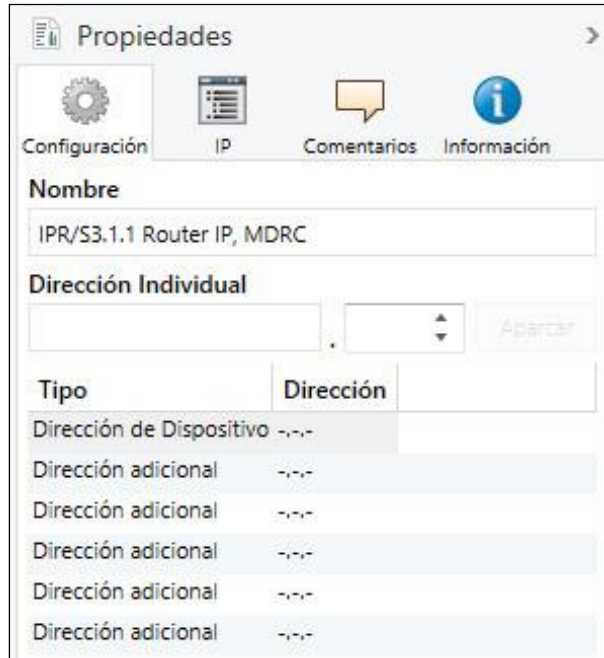 Propiedades
Configuración IP Comentarios Información
Nombre
IPR/S3.1.1 Router IP, MDRC
Dirección Individual
. Aparcar
Tipo Dirección
Dirección de Dispositivo -.-.-
Dirección adicional -.-.-
Dirección adicional -.-.-
Dirección adicional -.-.-
Dirección adicional -.-.-
Dirección adicional -.-.-